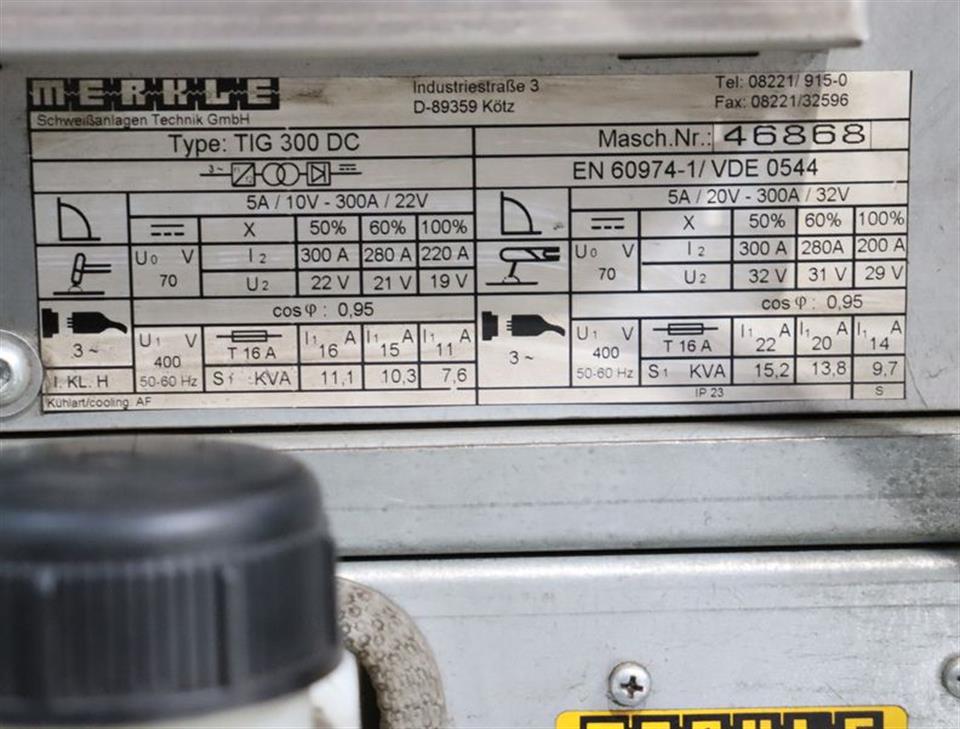 MERKLE
Schweißanlagen Technik GmbH
Industriestraße 3
D-89359 Kötz
Tel: 08221/ 915-0
Fax: 08221/32596
Type: TIG 300 DC
Masch.Nr.: 46868
3~
EN 60974-1/ VDE 0544
5A / 10V - 300A / 22V
X 50% 60% 100%
U0 V
70
I2 300 A 280 A 220 A
U2 22 V 21 V 19 V
cosφ : 0,95
3 ~
U1 V
400
50-60 Hz
T 16 A
I1 A 16
I1 A 15
I1 A 11
I. KL. H
S1 KVA 11,1 10,3 7,6
Kühlart/cooling AF
5A / 20V - 300A / 32V
X 50% 60% 100%
U0 V
70
I2 300 A 280A 200 A
U2 32 V 31 V 29 V
cosφ : 0,95
3 ~
U1 V
400
50-60 Hz
T 16 A
I1 A 22
I1 A 20
I1 A 14
S1 KVA 15,2 13,8 9,7
IP 23
S